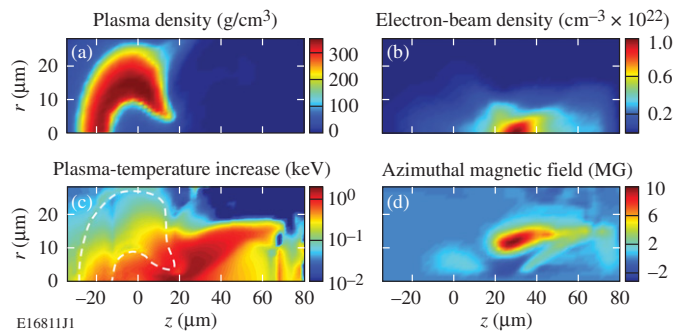 Plasma density (g/cm³)
Electron-beam density (cm⁻³ × 10²²)
(a)
(b)
r (μm)
20
10
0
300
200
100
0
1.0
0.6
0.2
Plasma-temperature increase (keV)
Azimuthal magnetic field (MG)
(c)
(d)
r (μm)
20
10
0
10⁰
10⁻¹
10⁻²
10
6
2
−2
−20 0 20 40 60 80
−20 0 20 40 60 80
z (μm)
z (μm)
E16811J1